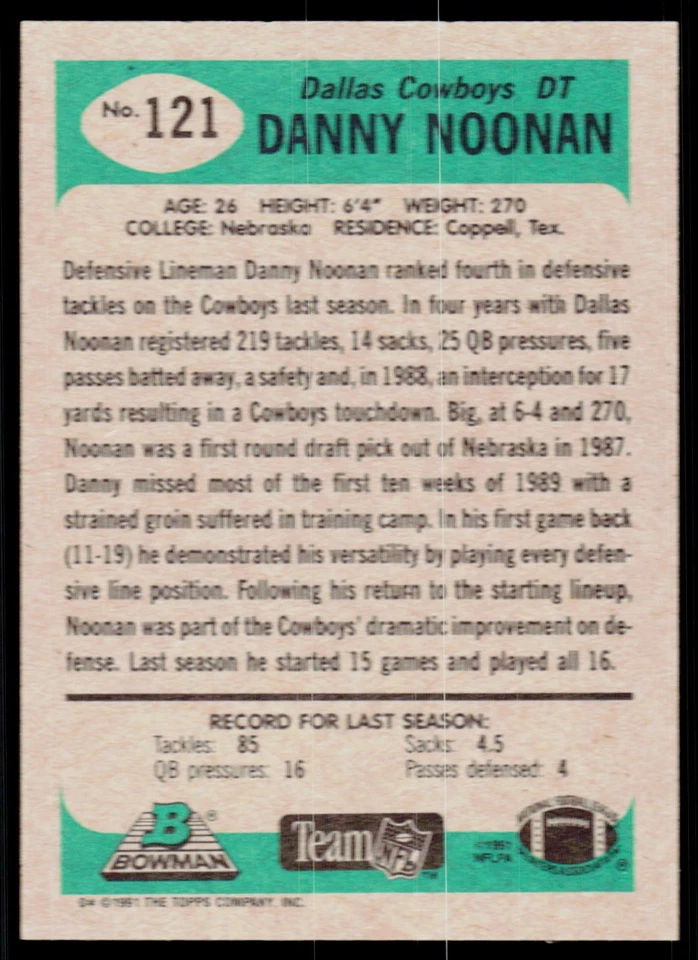 No. 121
Dallas Cowboys DT
DANNY NOONAN
AGE: 26 HEIGHT: 6'4" WEIGHT: 270
COLLEGE: Nebraska RESIDENCE: Coppell, Tex.
Defensive Lineman Danny Noonan ranked fourth in defensive
tackles on the Cowboys last season. In four years with Dallas
Noonan registered 219 tackles, 14 sacks, 25 QB pressures, five
passes batted away, a safety and, in 1988, an interception for 17
yards resulting in a Cowboys touchdown. Big, at 6-4 and 270,
Noonan was a first round draft pick out of Nebraska in 1987.
Danny missed most of the first ten weeks of 1989 with a
strained groin suffered in training camp. In his first game back
(11-19) he demonstrated his versatility by playing every defen-
sive line position. Following his return to the starting lineup,
Noonan was part of the Cowboys' dramatic improvement on de-
fense. Last season he started 15 games and played all 16.
RECORD FOR LAST SEASON:
Tackles: 85 Sacks: 4.5
QB pressures: 16 Passes defensed: 4
B ®
BOWMAN
Team NFL ™
©1991
NFLPA
®
D* ©1991 THE TOPPS COMPANY, INC.